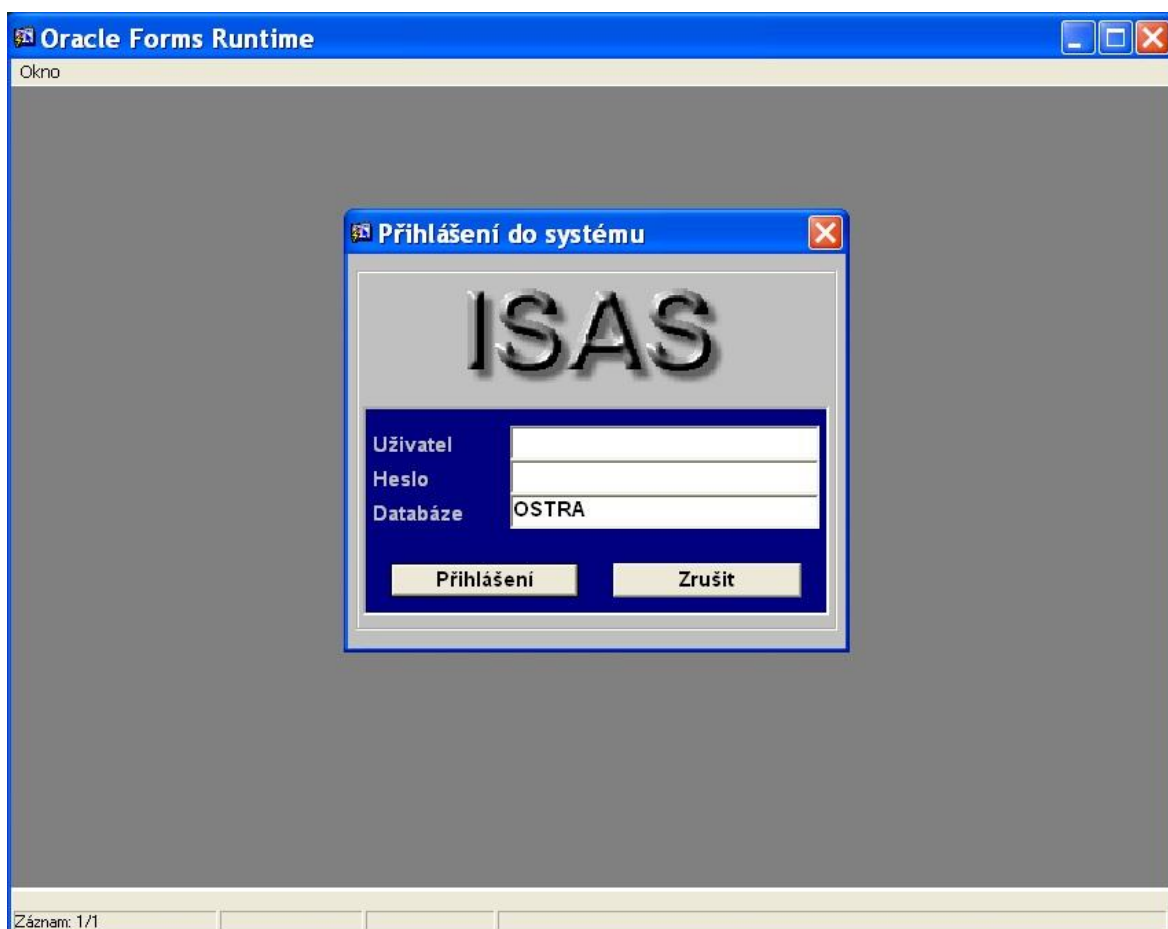 Oracle Forms Runtime
Okno
Přihlášení do systému
ISAS
Uživatel
Heslo
Databáze OSTRA
Přihlášení Zrušit
Záznam: 1/1